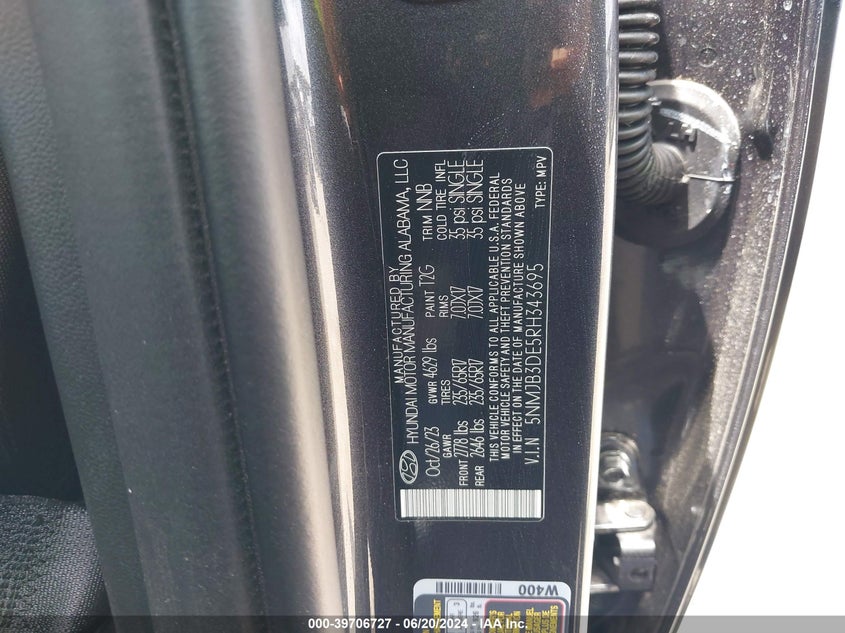 MANUFACTURED BY
HYUNDAI MOTOR MANUFACTURING ALABAMA, LLC
Oct/26/23 GVWR 4629 lbs PAINT T2G TRIM NNB
GAWR TIRES RIMS COLD TIRE INFL
FRONT 2778 lbs 235/65R17 7.0JX17 35 psi SINGLE
REAR 2646 lbs 235/65R17 7.0JX17 35 psi SINGLE
THIS VEHICLE CONFORMS TO ALL APPLICABLE U.S.A. FEDERAL
MOTOR VEHICLE SAFETY AND THEFT PREVENTION STANDARDS
IN EFFECT ON THE DATE OF MANUFACTURE SHOWN ABOVE
V.I.N 5NMJB3DE5RH343695 TYPE: MPV
W400
000-39706727 - 06/20/2024 - IAA Inc.